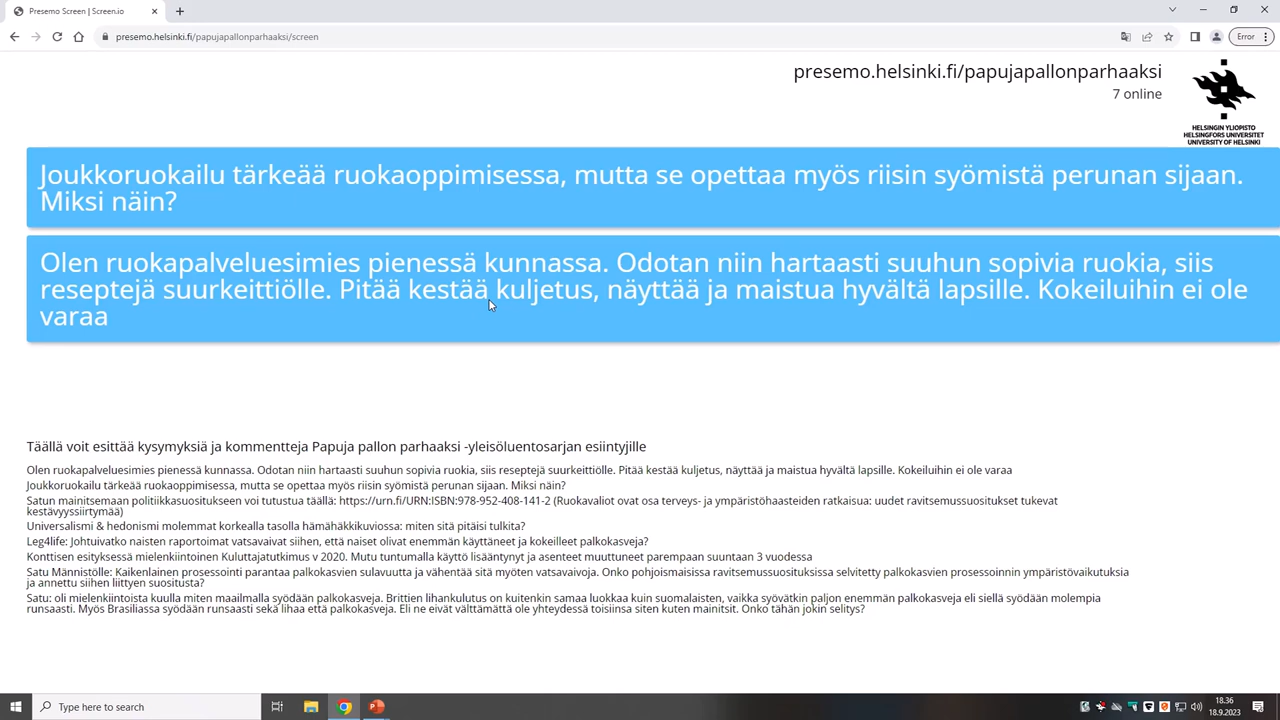 Presemo Screen | Screen.io
presemo.helsinki.fi/papujapallonparhaaksi/screen
Error
presemo.helsinki.fi/papujapallonparhaaksi
7 online
HELSINGIN YLIOPISTO
HELSINGFORS UNIVERSITET
UNIVERSITY OF HELSINKI
Joukkoruokailu tärkeää ruokaoppimisessa, mutta se opettaa myös riisin syömistä perunan sijaan.
Miksi näin?
Olen ruokapalveluesimies pienessä kunnassa. Odotan niin hartaasti suuhun sopivia ruokia, siis
reseptejä suurkeittiölle. Pitää kestää kuljetus, näyttää ja maistua hyvältä lapsille. Kokeiluihin ei ole
varaa
Täällä voit esittää kysymyksiä ja kommentteja Papuja pallon parhaaksi -yleisöluentosarjan esiintyjille
Olen ruokapalveluesimies pienessä kunnassa. Odotan niin hartaasti suuhun sopivia ruokia, siis reseptejä suurkeittiölle. Pitää kestää kuljetus, näyttää ja maistua hyvältä lapsille. Kokeiluihin ei ole varaa
Joukkoruokailu tärkeää ruokaoppimisessa, mutta se opettaa myös riisin syömistä perunan sijaan. Miksi näin?
Satun mainitsemaan politiikkasuositukseen voi tutustua täällä: https://urn.fi/URN:ISBN:978-952-408-141-2 (Ruokavaliot ovat osa terveys- ja ympäristöhaasteiden ratkaisua: uudet ravitsemussuositukset tukevat
kestävyyssiirtymää)
Universalismi & hedonismi molemmat korkealla tasolla hämähäkkikuviossa: miten sitä pitäisi tulkita?
Leg4life: Johtuivatko naisten raportoimat vatsavaivat siihen, että naiset olivat enemmän käyttäneet ja kokeilleet palkokasveja?
Konttisen esityksessä mielenkiintoinen Kuluttajatutkimus v 2020. Mutu tuntumalla käyttö lisääntynyt ja asenteet muuttuneet parempaan suuntaan 3 vuodessa
Satu Männistölle: Kaikenlainen prosessointi parantaa palkokasvien sulavuutta ja vähentää sitä myöten vatsavaivoja. Onko pohjoismaisissa ravitsemussuosituksissa selvitetty palkokasvien prosessoinnin ympäristövaikutuksia
ja annettu siihen liittyen suositusta?
Satu: oli mielenkiintoista kuulla miten maailmalla syödään palkokasveja. Brittien lihankulutus on kuitenkin samaa luokkaa kuin suomalaisten, vaikka syövätkin paljon enemmän palkokasveja eli siellä syödään molempia
runsaasti. Myös Brasiliassa syödään runsaasti sekä lihaa että palkokasveja. Eli ne eivät välttämättä ole yhteydessä toisiinsa siten kuten mainitsit. Onko tähän jokin selitys?
Type here to search
18.36
18.9.2023